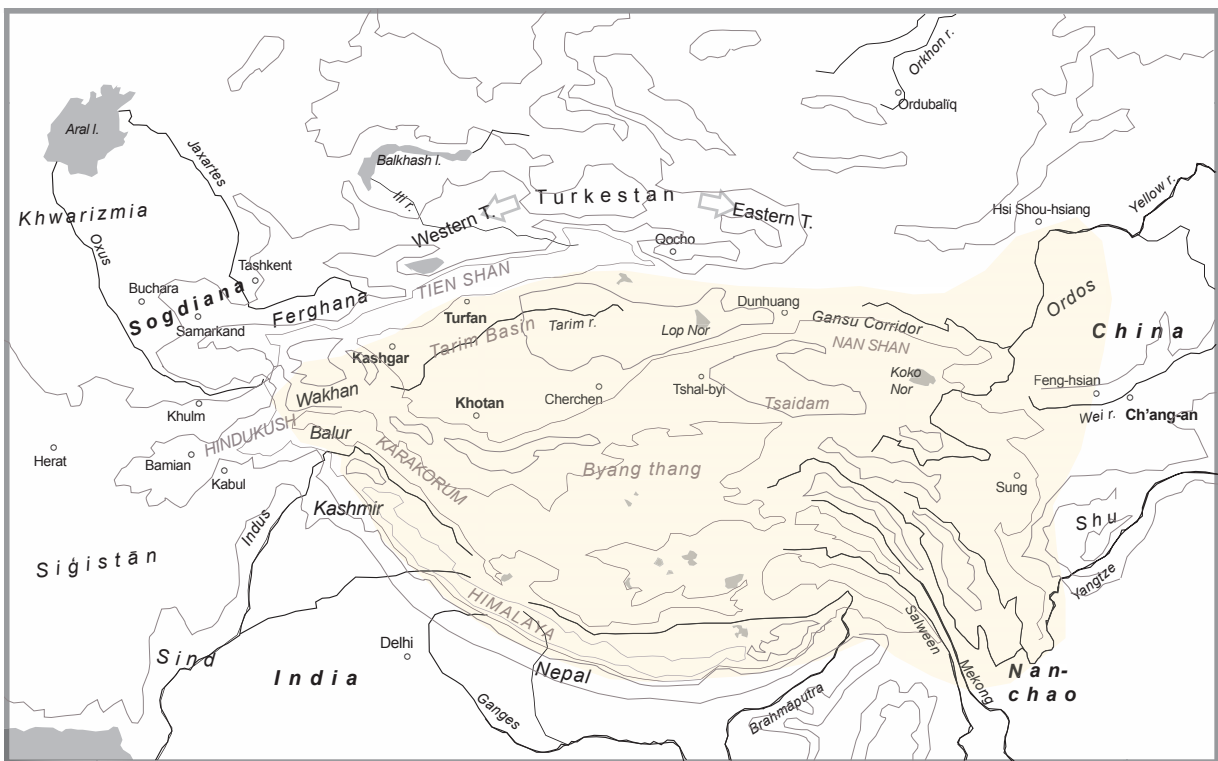 Orkhon r.
Ordubalïq
Aral l.
Jaxartes
Balkhash l.
Ili r.
Turkestan
Western T.
Eastern T.
Hsi Shou-hsiang
Yellow r.
Khwarizmia
Oxus
Qocho
Tashkent
TIEN SHAN
Buchara
Sogdiana
Samarkand
Ferghana
Turfan
Tarim Basin
Tarim r.
Lop Nor
Dunhuang
Gansu Corridor
NAN SHAN
Ordos
China
Kashgar
Koko
Nor
Wakhan
Khotan
Cherchen
Tshal-byi
Tsaidam
Feng-hsian
Wei r.
Ch'ang-an
Khulm
HINDUKUSH
Balur
Herat
Bamian
Kabul
KARAKORUM
Byang thang
Sung
Kashmir
Indus
Shu
Siġistān
Yangtze
HIMALAYA
Salween
Mekong
Delhi
Sind
India
Nepal
Nan-
chao
Ganges
Brahmāputra